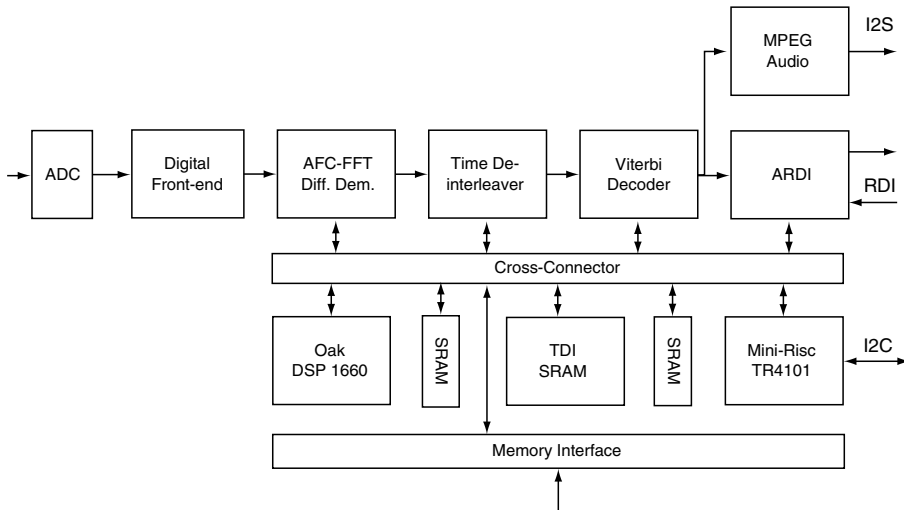 MPEG
Audio
I2S
ADC
Digital
Front-end
AFC-FFT
Diff. Dem.
Time De-
interleaver
Viterbi
Decoder
ARDI
RDI
Cross-Connector
Oak
DSP 1660
SRAM
TDI
SRAM
SRAM
Mini-Risc
TR4101
I2C
Memory Interface